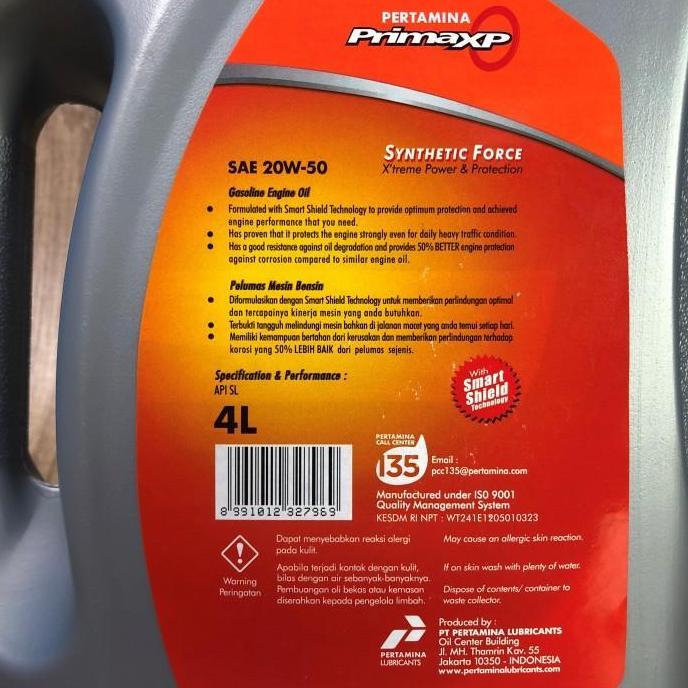 PERTAMINA
PrimaXP
SYNTHETIC FORCE
X'treme Power & Protection
SAE 20W-50
Gasoline Engine Oil
• Formulated with Smart Shield Technology to provide optimum protection and achieved
engine performance that you need.
• Has proven that it protects the engine strongly even for daily heavy traffic condition.
• Has a good resistance against oil degradation and provides 50% BETTER engine protection
against corrosion compared to similar engine oil.
Pelumas Mesin Bensin
• Diformulasikan dengan Smart Shield Technology untuk memberikan perlindungan optimal
dan tercapainya kinerja mesin yang anda butuhkan.
• Terbukti tangguh melindungi mesin bahkan di jalanan macet yang anda temui setiap hari.
• Memiliki kemampuan bertahan dari kerusakan dan memberikan perlindungan terhadap
korosi yang 50% LEBIH BAIK dari pelumas sejenis.
Specification & Performance :
API SL
With
Smart
Shield
Technology
4L
8 991012 327969
PERTAMINA
CALL CENTER
135
Email :
pcc135@pertamina.com
Manufactured under ISO 9001
Quality Management System
KESDM RI NPT : WT241E1205010323
Warning
Peringatan
Dapat menyebabkan reaksi alergi
pada kulit.
Apabila terjadi kontak dengan kulit,
bilas dengan air sebanyak-banyaknya.
Pembuangan oli bekas atau kemasan
diserahkan kepada pengelola limbah.
May cause an allergic skin reaction.
If on skin wash with plenty of water.
Dispose of contents/ container to
waste collector.
PERTAMINA
LUBRICANTS
Produced by :
PT PERTAMINA LUBRICANTS
Oil Center Building
Jl. MH. Thamrin Kav. 55
Jakarta 10350 - INDONESIA
www.pertaminalubricants.com